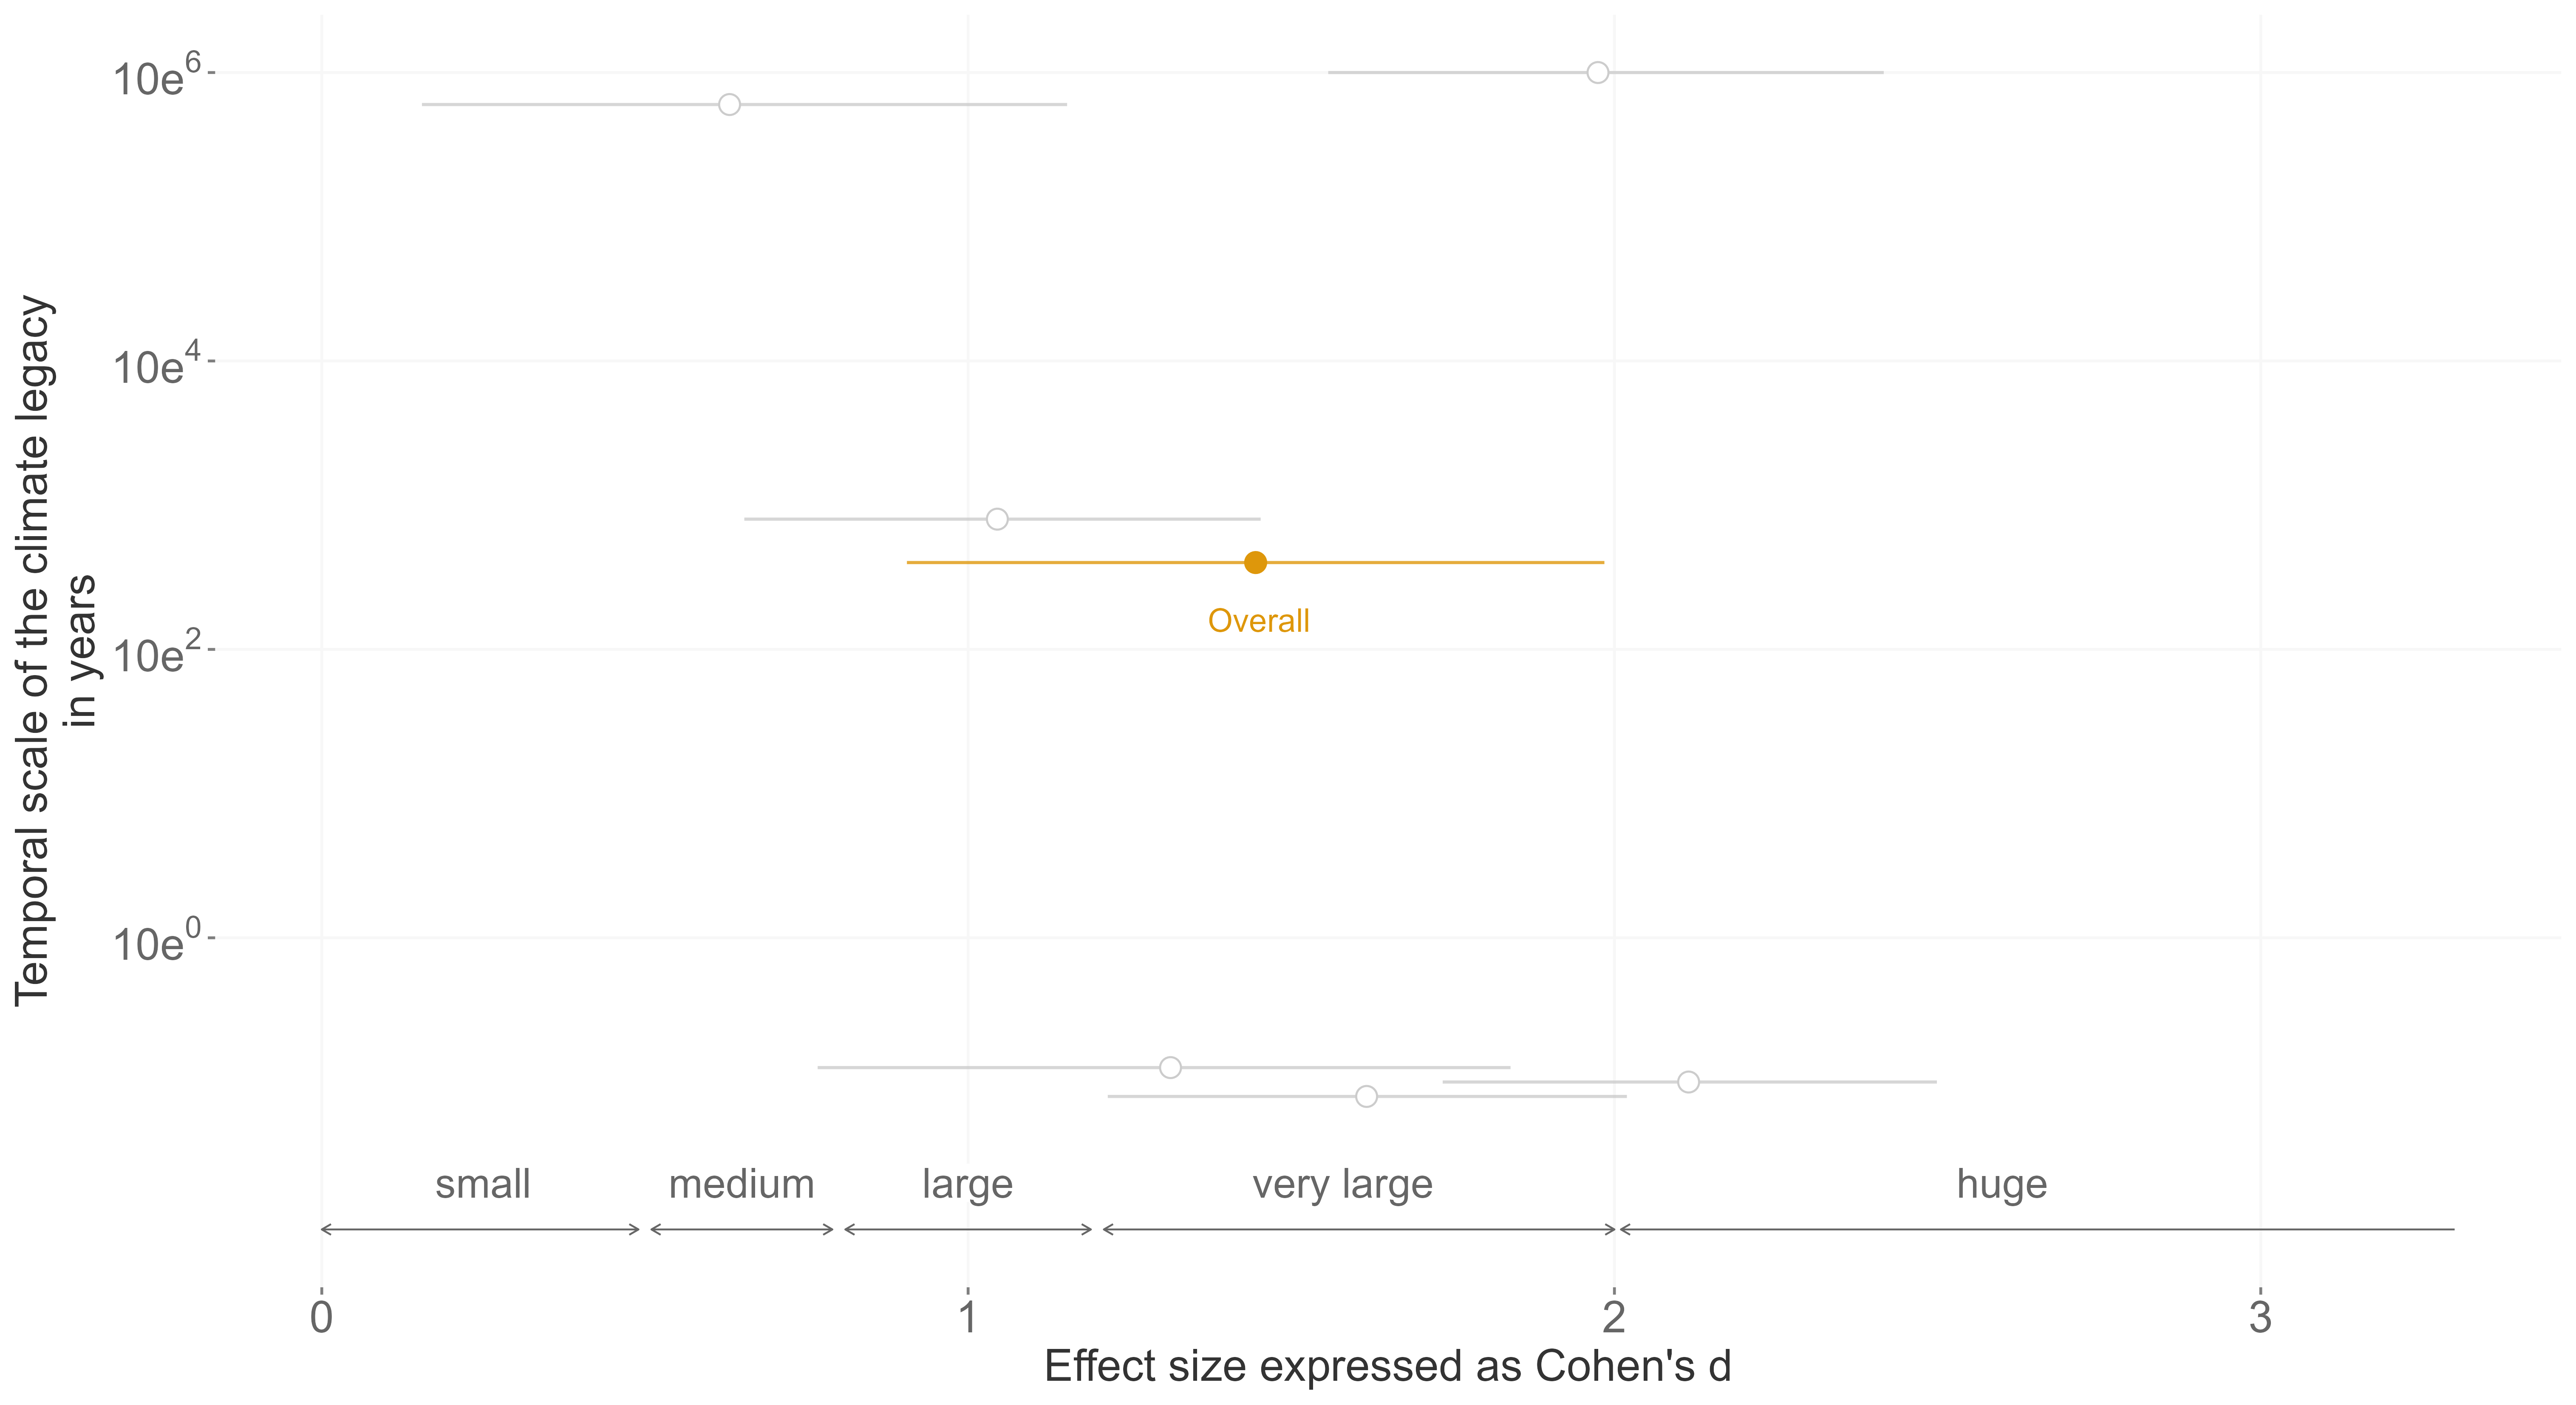 Temporal scale of the climate legacy
in years
10e⁶
10e⁴
10e²
10e⁰
Overall
small medium large very large huge
0 1 2 3
Effect size expressed as Cohen's d